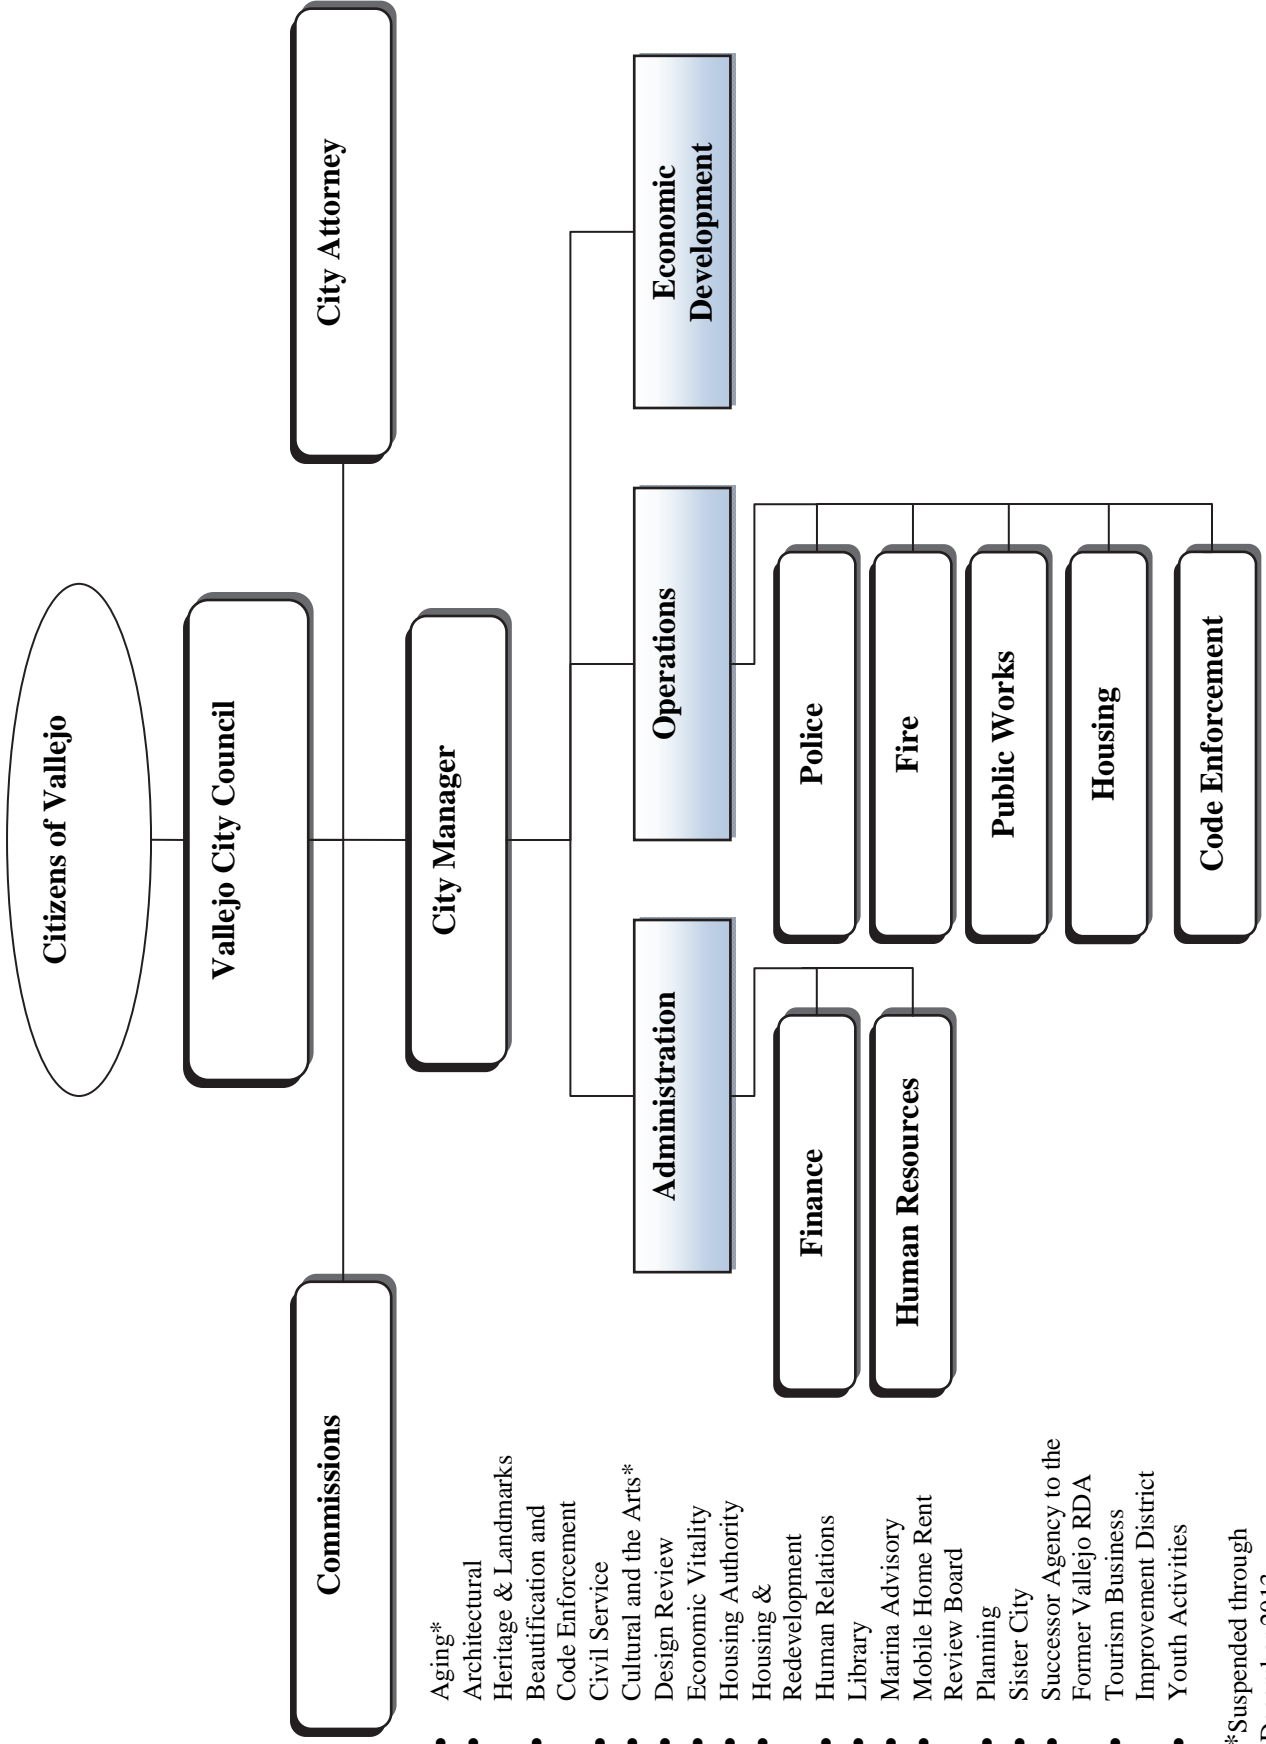 Citizens of Vallejo
Vallejo City Council
Commissions
City Attorney
City Manager
Administration
Operations
Economic
Development
Finance
Human Resources
Police
Fire
Public Works
Housing
Code Enforcement
• Aging*
• Architectural
Heritage & Landmarks
• Beautification and
Code Enforcement
• Civil Service
• Cultural and the Arts*
• Design Review
• Economic Vitality
• Housing Authority
• Housing &
Redevelopment
• Human Relations
• Library
• Marina Advisory
• Mobile Home Rent
Review Board
• Planning
• Sister City
• Successor Agency to the
Former Vallejo RDA
• Tourism Business
Improvement District
• Youth Activities
*Suspended through
2013